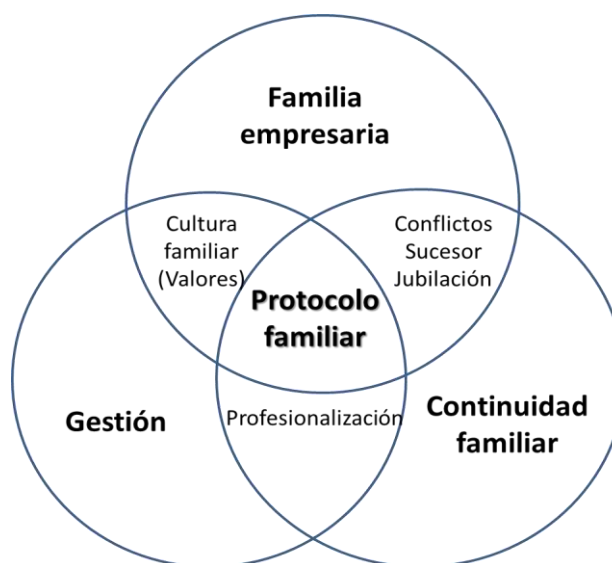 Familia
empresaria
Cultura
familiar
(Valores)
Conflictos
Sucesor
Jubilación
Protocolo
familiar
Gestión
Profesionalización
Continuidad
familiar